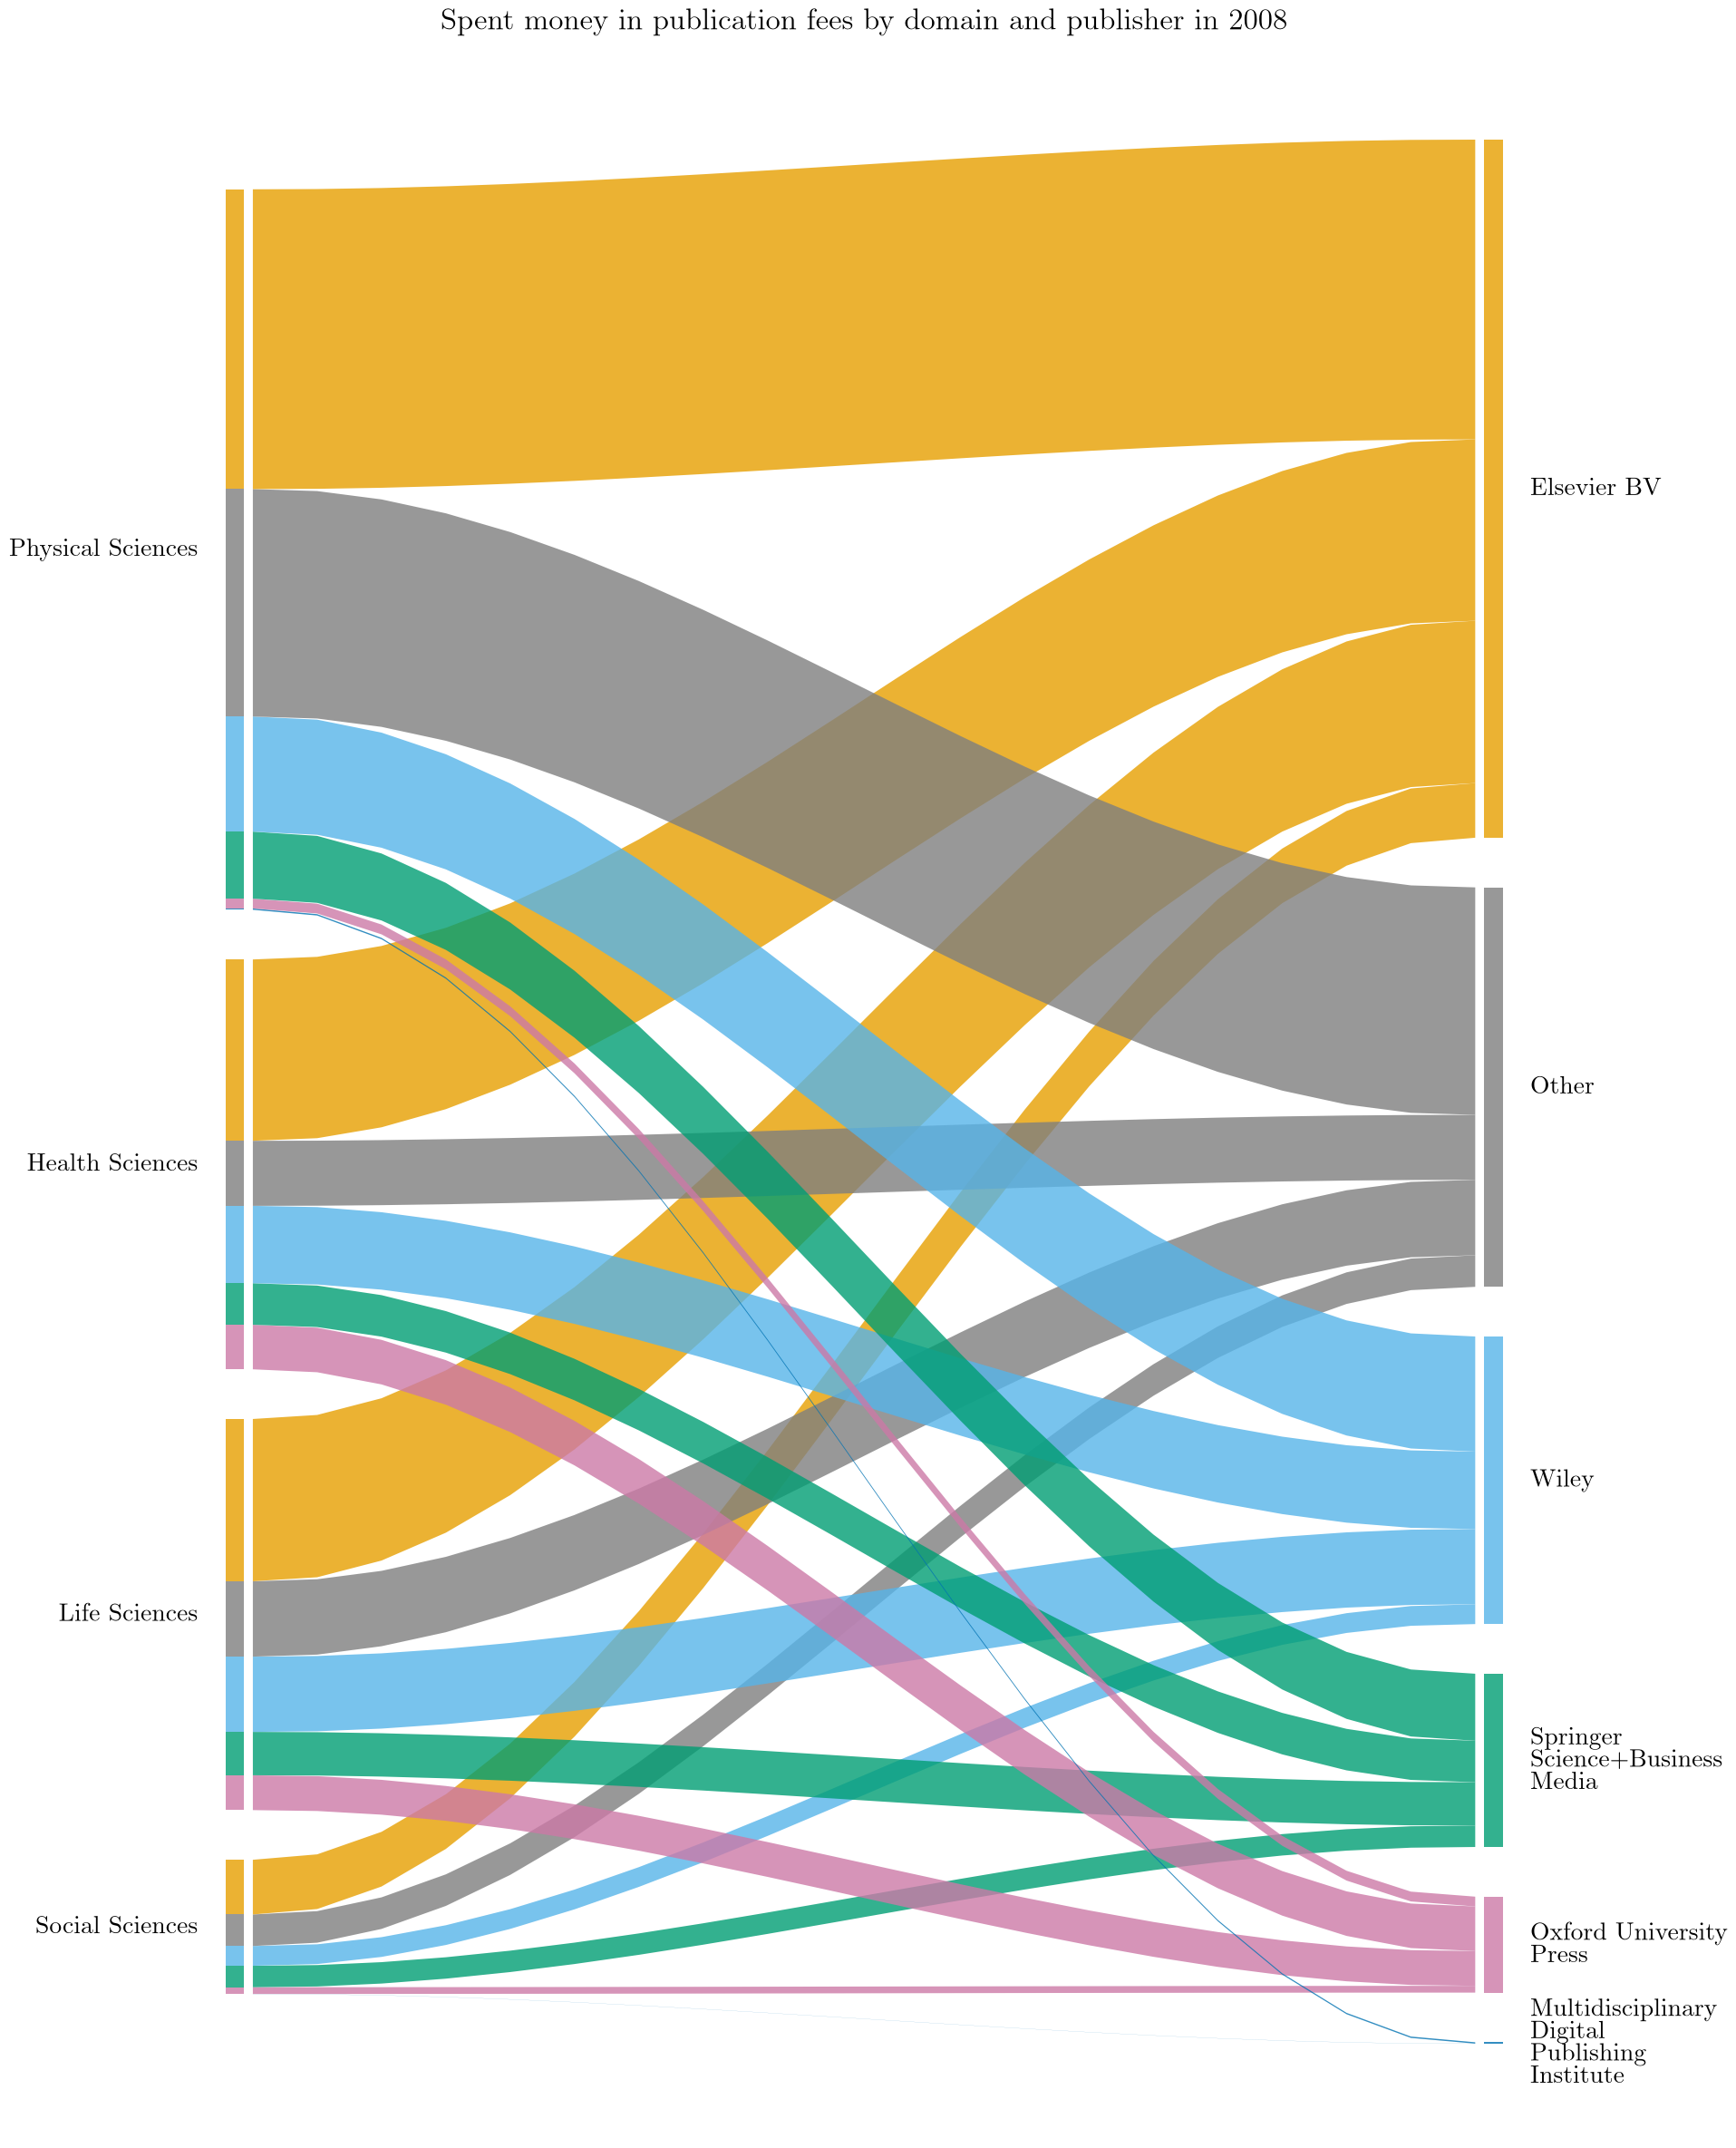 Spent money in publication fees by domain and publisher in 2008
Physical Sciences
Health Sciences
Life Sciences
Social Sciences
Elsevier BV
Other
Wiley
Springer
Science+Business
Media
Oxford University
Press
Multidisciplinary
Digital
Publishing
Institute